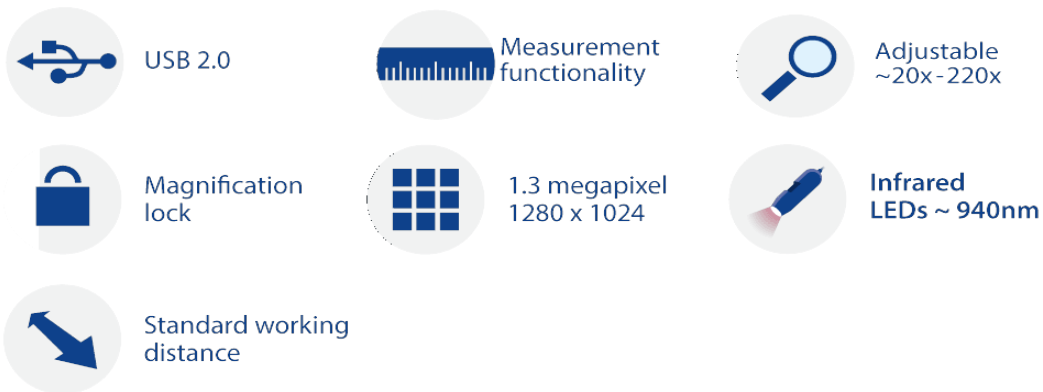 USB 2.0
Measurement
functionality
Adjustable
~20x-220x
Magnification
lock
1.3 megapixel
1280 x 1024
Infrared
LEDs ~ 940nm
Standard working
distance